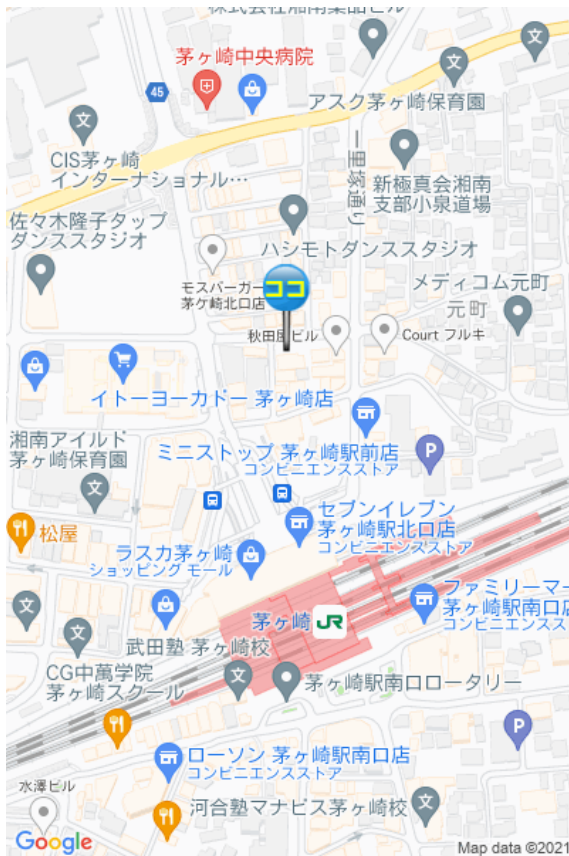 株式会社湘南薬品ビル
茅ヶ崎中央病院
45
アスク茅ヶ崎保育園
文
文
文
CIS茅ヶ崎
インターナショナル…
一里塚通り
新極真会湘南
支部小泉道場
佐々木隆子タップ
ダンススタジオ
ハシモトダンススタジオ
モスバーガー
茅ケ崎北口店
ココ
メディコム元町
元町
秋田屋ビル
Court フルキ
イトーヨーカドー 茅ヶ崎店
湘南アイルド
茅ヶ崎保育園
文
ミニストップ 茅ヶ崎駅前店
コンビニエンスストア
P
松屋
セブンイレブン
茅ヶ崎駅北口店
コンビニエンスストア
ラスカ茅ヶ崎
ショッピング モール
ファミリーマー
茅ヶ崎駅南口店
コンビニエンスス
文
茅ヶ崎 JR
武田塾 茅ヶ崎校
文
CG中萬学院
茅ヶ崎スクール
文
茅ヶ崎駅南口ロータリー
P
ローソン 茅ヶ崎駅南口店
コンビニエンスストア
水澤ビル
河合塾マナビス茅ヶ崎校
文
Google
Map data ©2021